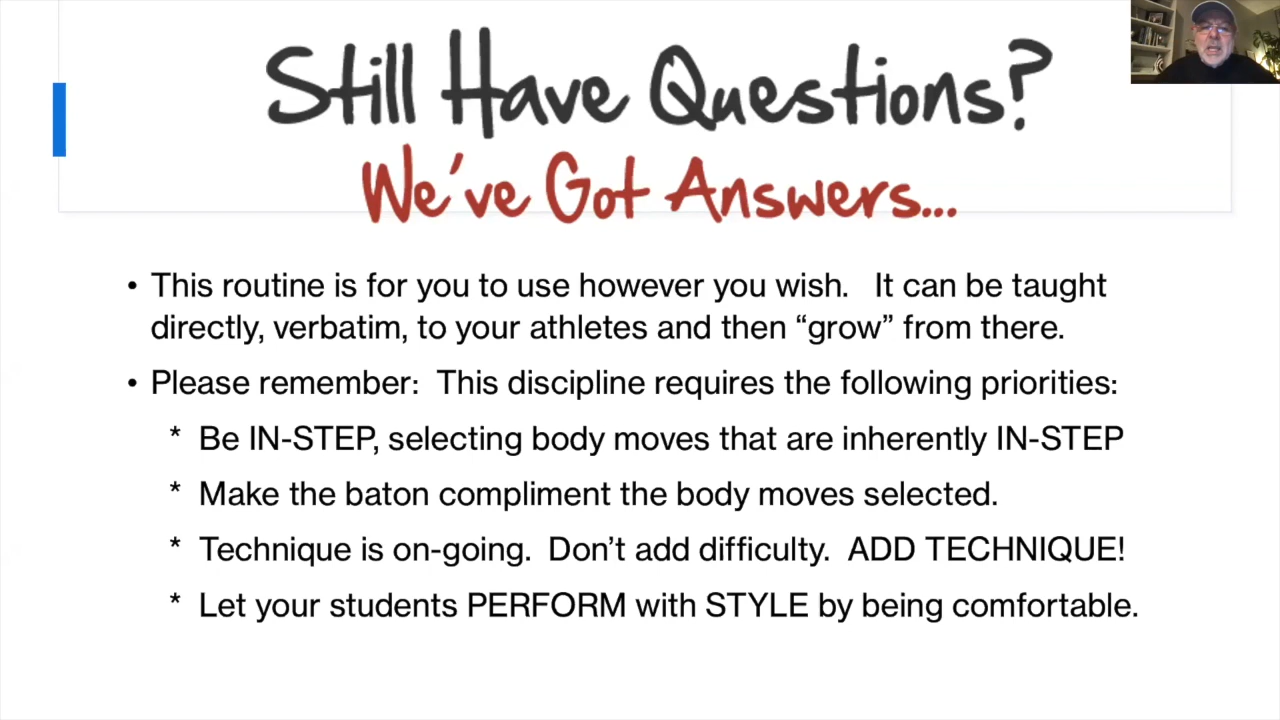 Still Have Questions?
We've Got Answers...
• This routine is for you to use however you wish. It can be taught
directly, verbatim, to your athletes and then “grow” from there.
• Please remember: This discipline requires the following priorities:
* Be IN-STEP, selecting body moves that are inherently IN-STEP
* Make the baton compliment the body moves selected.
* Technique is on-going. Don’t add difficulty. ADD TECHNIQUE!
* Let your students PERFORM with STYLE by being comfortable.